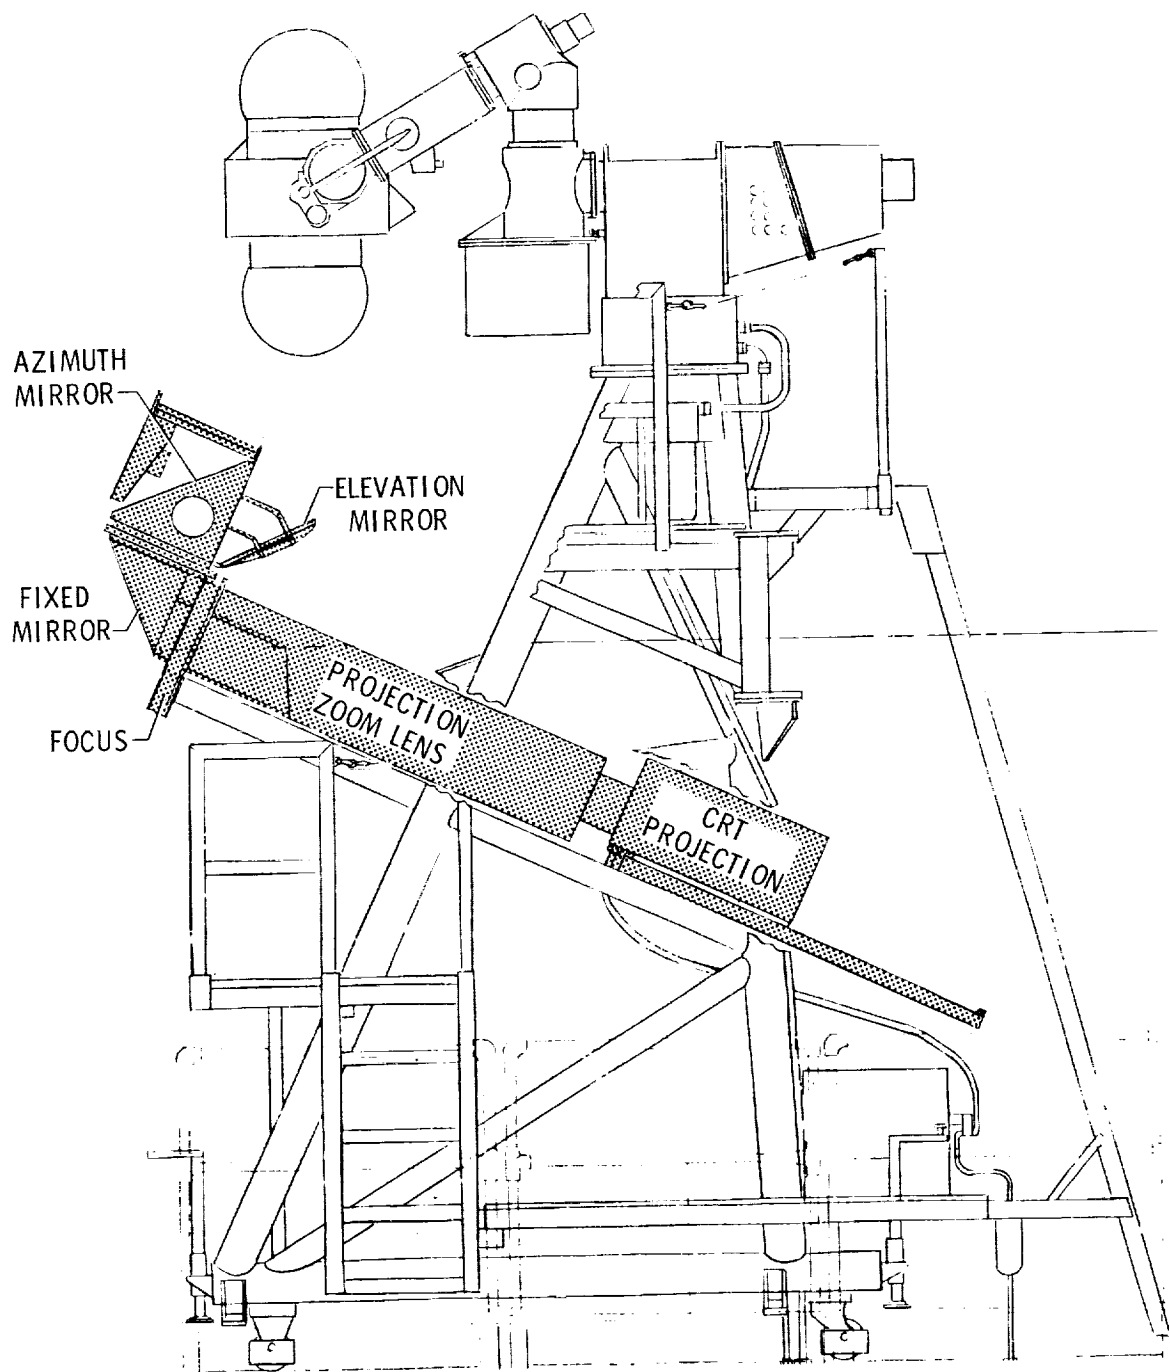 AZIMUTH
MIRROR
ELEVATION
MIRROR
FIXED
MIRROR
PROJECTION
ZOOM LENS
FOCUS
CRT
PROJECTION